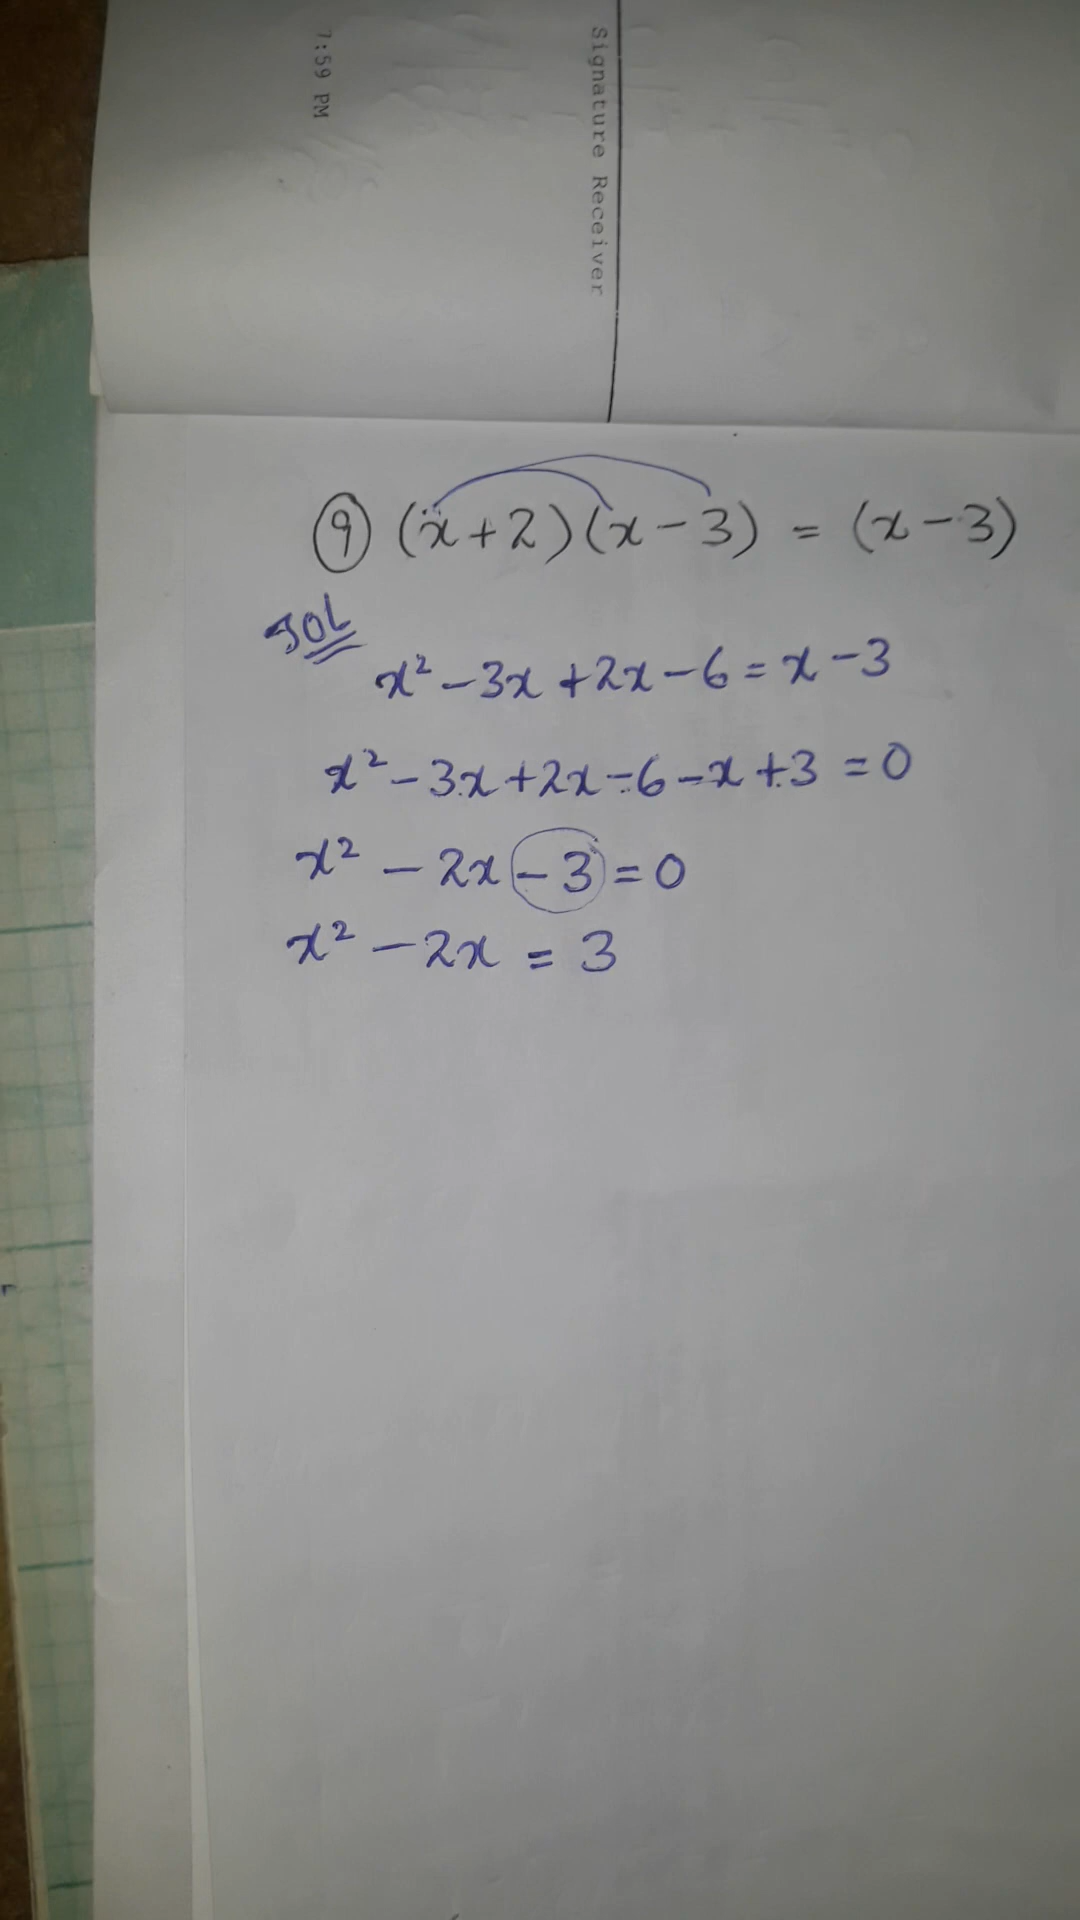 7:59 PM
Signature Receiver
⑨ (x+2)(x-3) = (x-3)
SOL
x² - 3x + 2x - 6 = x - 3
x² - 3x + 2x - 6 - x + 3 = 0
x² - 2x - 3 = 0
x² - 2x = 3